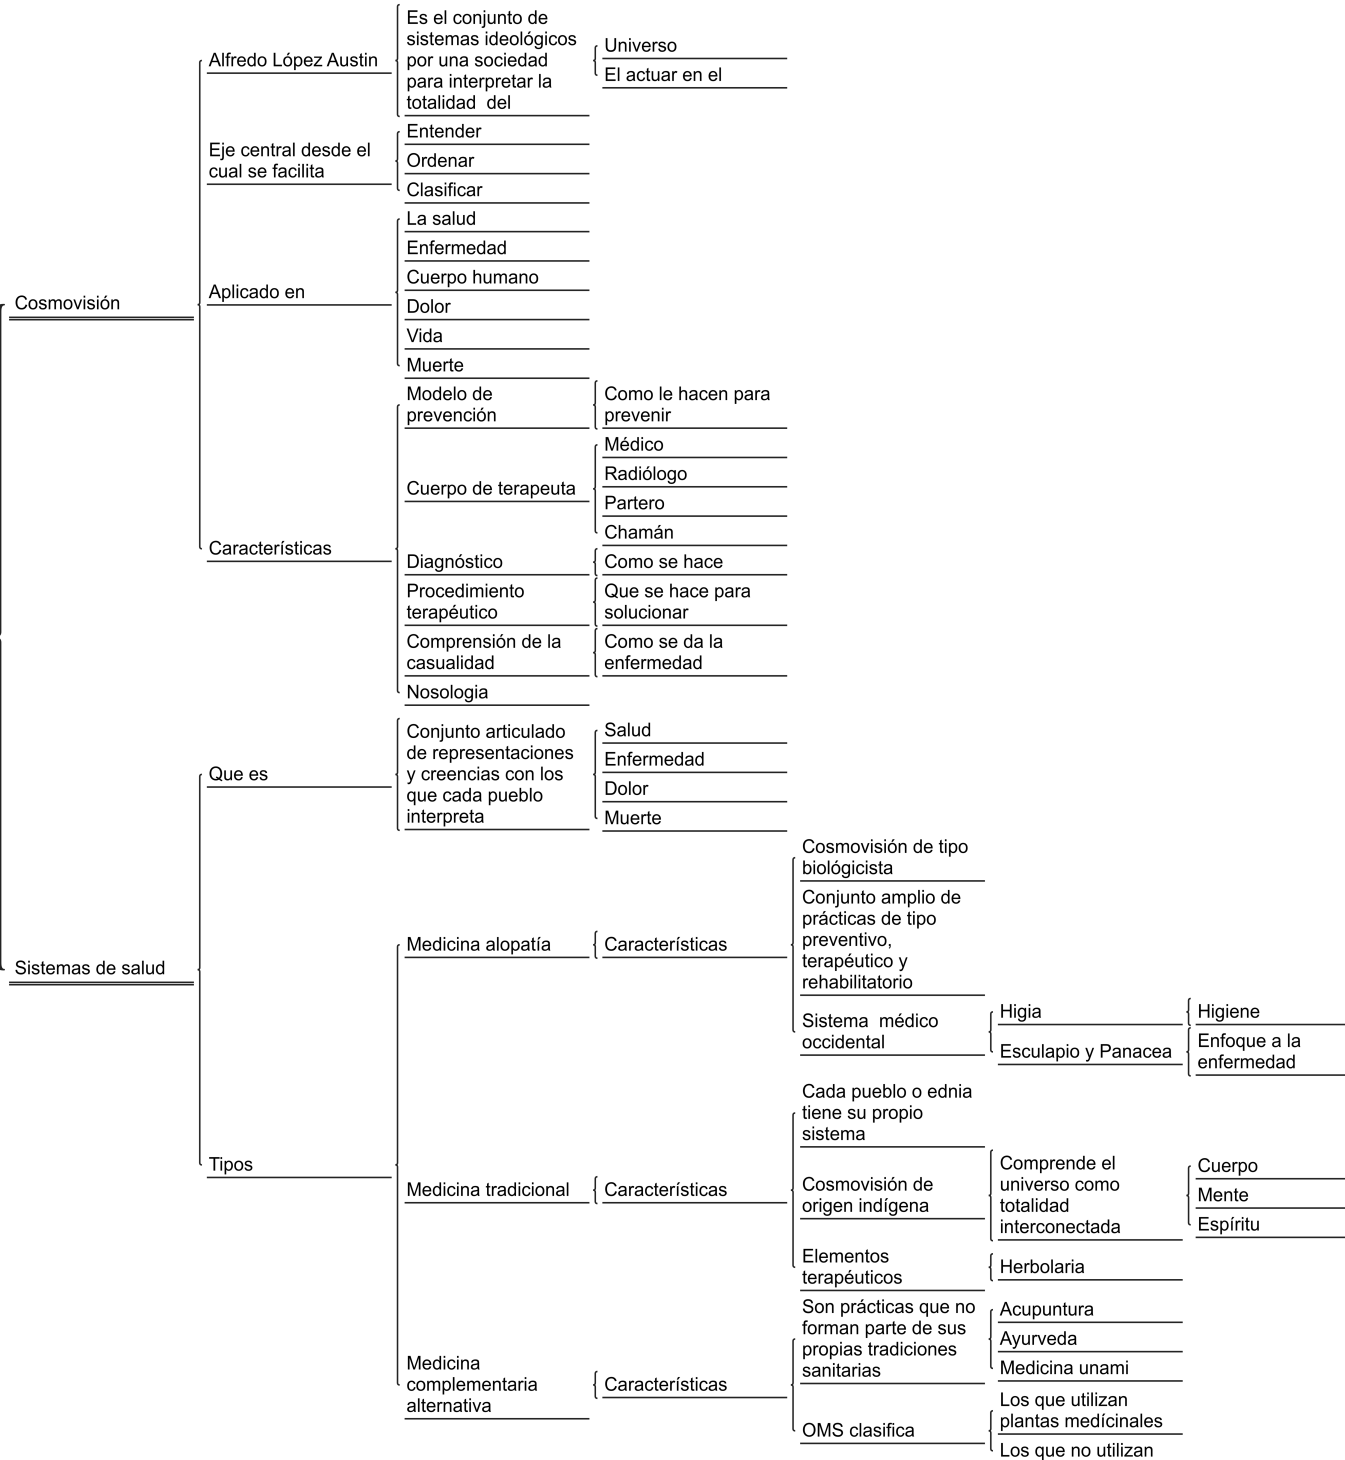 Cosmovisión
Alfredo López Austin
Es el conjunto de
sistemas ideológicos
por una sociedad
para interpretar la
totalidad  del
Universo
El actuar en el
Eje central desde el
cual se facilita
Entender
Ordenar
Clasificar
Aplicado en
La salud
Enfermedad
Cuerpo humano
Dolor
Vida
Muerte
Características
Modelo de
prevención
Como le hacen para
prevenir
Cuerpo de terapeuta
Médico
Radiólogo
Partero
Chamán
Diagnóstico
Como se hace
Procedimiento
terapéutico
Que se hace para
solucionar
Comprensión de la
casualidad
Como se da la
enfermedad
Nosologia
Sistemas de salud
Que es
Conjunto articulado
de representaciones
y creencias con los
que cada pueblo
interpreta
Salud
Enfermedad
Dolor
Muerte
Tipos
Medicina alopatía
Características
Cosmovisión de tipo
biológicista
Conjunto amplio de
prácticas de tipo
preventivo,
terapéutico y
rehabilitatorio
Sistema  médico
occidental
Higia
Higiene
Esculapio y Panacea
Enfoque a la
enfermedad
Medicina tradicional
Características
Cada pueblo o ednia
tiene su propio
sistema
Cosmovisión de
origen indígena
Comprende el
universo como
totalidad
interconectada
Cuerpo
Mente
Espíritu
Elementos
terapéuticos
Herbolaria
Medicina
complementaria
alternativa
Características
Son prácticas que no
forman parte de sus
propias tradiciones
sanitarias
Acupuntura
Ayurveda
Medicina unami
OMS clasifica
Los que utilizan
plantas medícinales
Los que no utilizan